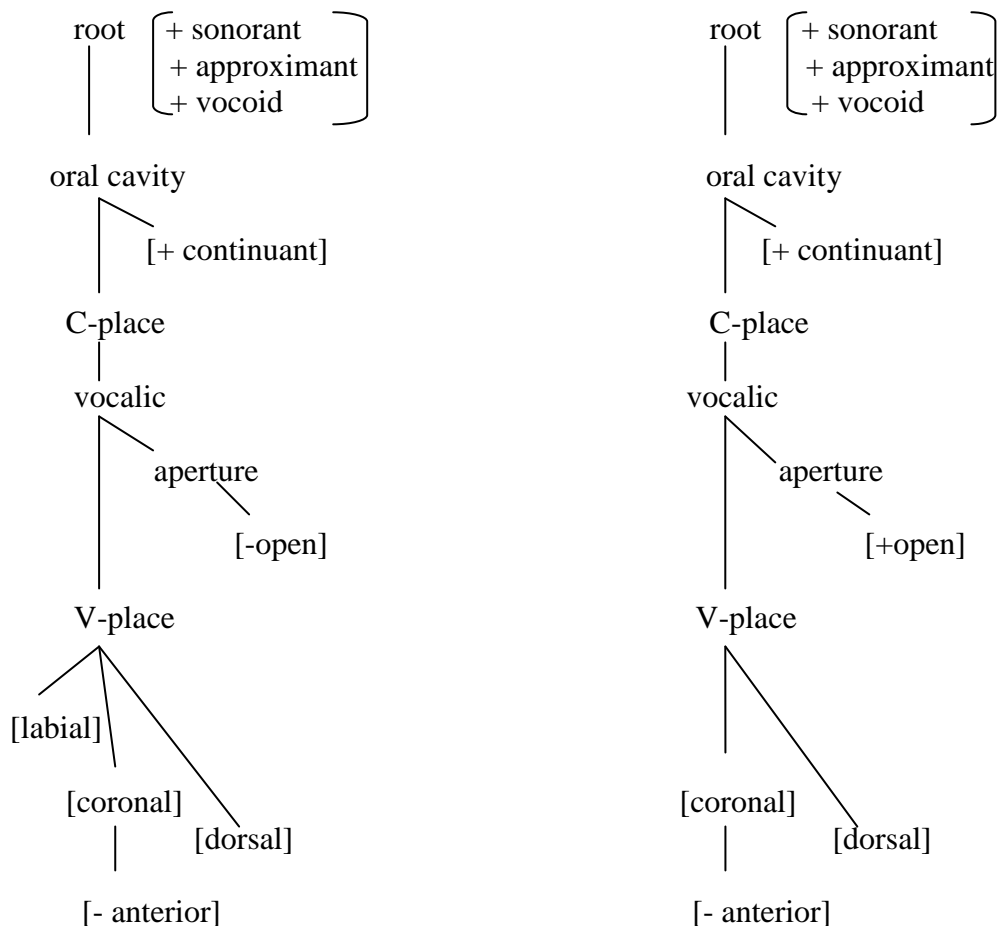 root + sonorant
+ approximant
+ vocoid
oral cavity
[+ continuant]
C-place
vocalic
aperture
[-open]
V-place
[labial]
[coronal]
[dorsal]
[- anterior]
root + sonorant
+ approximant
+ vocoid
oral cavity
[+ continuant]
C-place
vocalic
aperture
[+open]
V-place
[coronal]
[dorsal]
[- anterior]